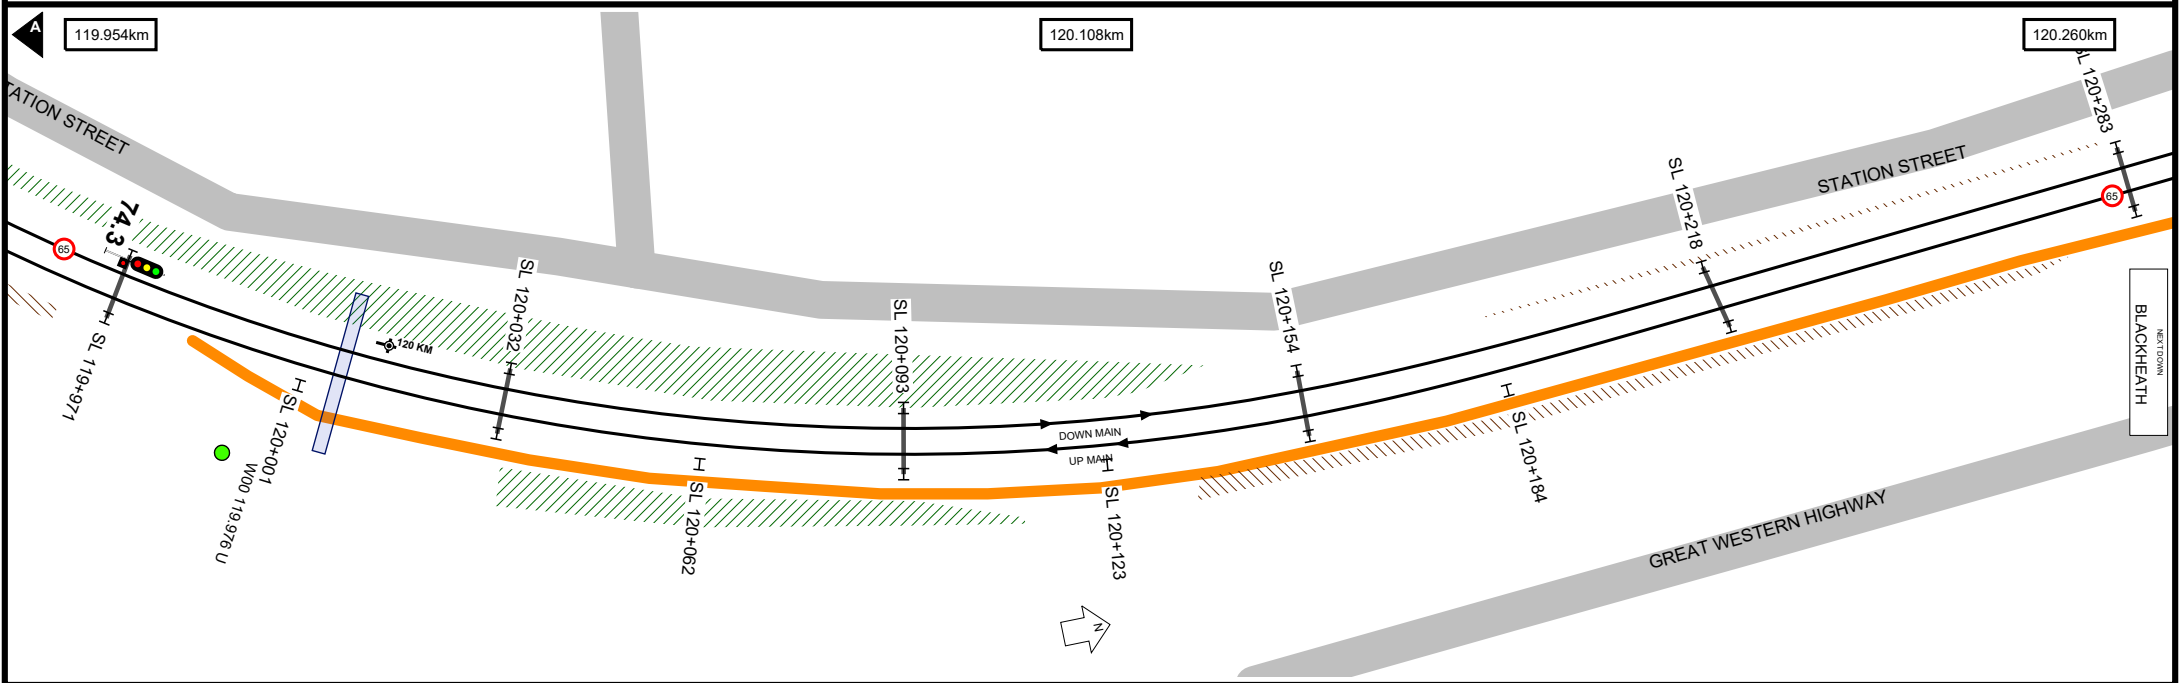 A
119.954km
120.108km
120.260km
TATION STREET
STATION STREET
GREAT WESTERN HIGHWAY
65
74.3
SL 119+971
120 KM
SL 120+001
W00 119.976 U
SL 120+032
SL 120+062
SL 120+093
SL 120+123
SL 120+154
SL 120+184
SL 120+218
SL 120+283
65
DOWN MAIN
UP MAIN
N
NEXT DOWN
BLACKHEATH